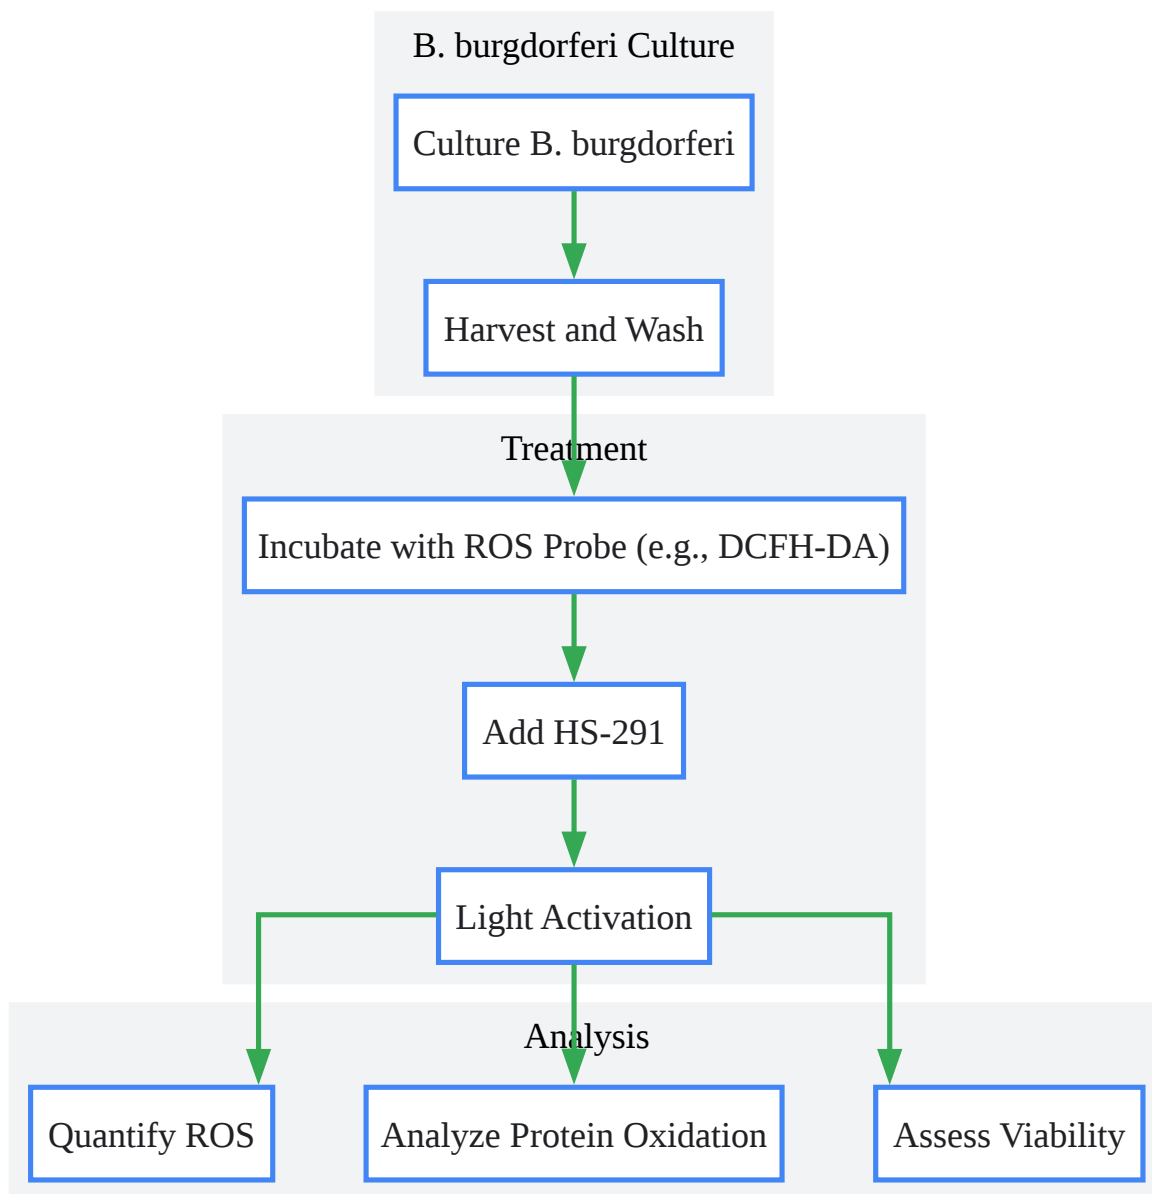 B. burgdorferi Culture
Culture B. burgdorferi
Harvest and Wash
Treatment
Incubate with ROS Probe (e.g., DCFH-DA)
Add HS-291
Light Activation
Analysis
Quantify ROS
Analyze Protein Oxidation
Assess Viability